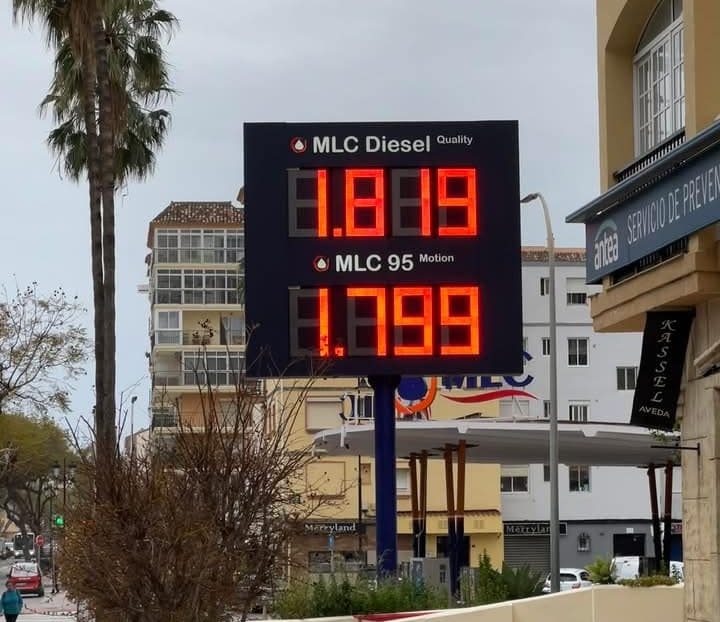 MLC Diesel Quality
1.819
MLC 95 Motion
1.799
MLC
antea
SERVICIO DE PREVEN
KASSEL
AVEDA
Merryland
Merryland